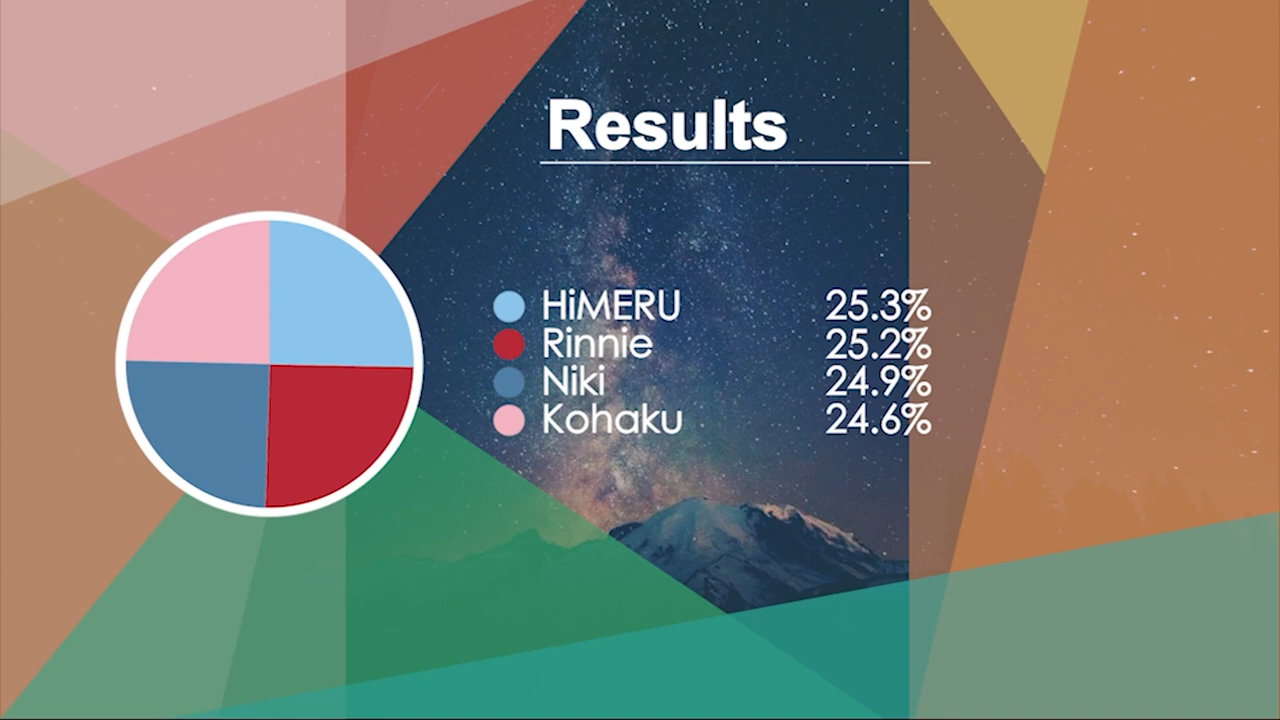 Results
HiMERU 25.3%
Rinnie 25.2%
Niki 24.9%
Kohaku 24.6%